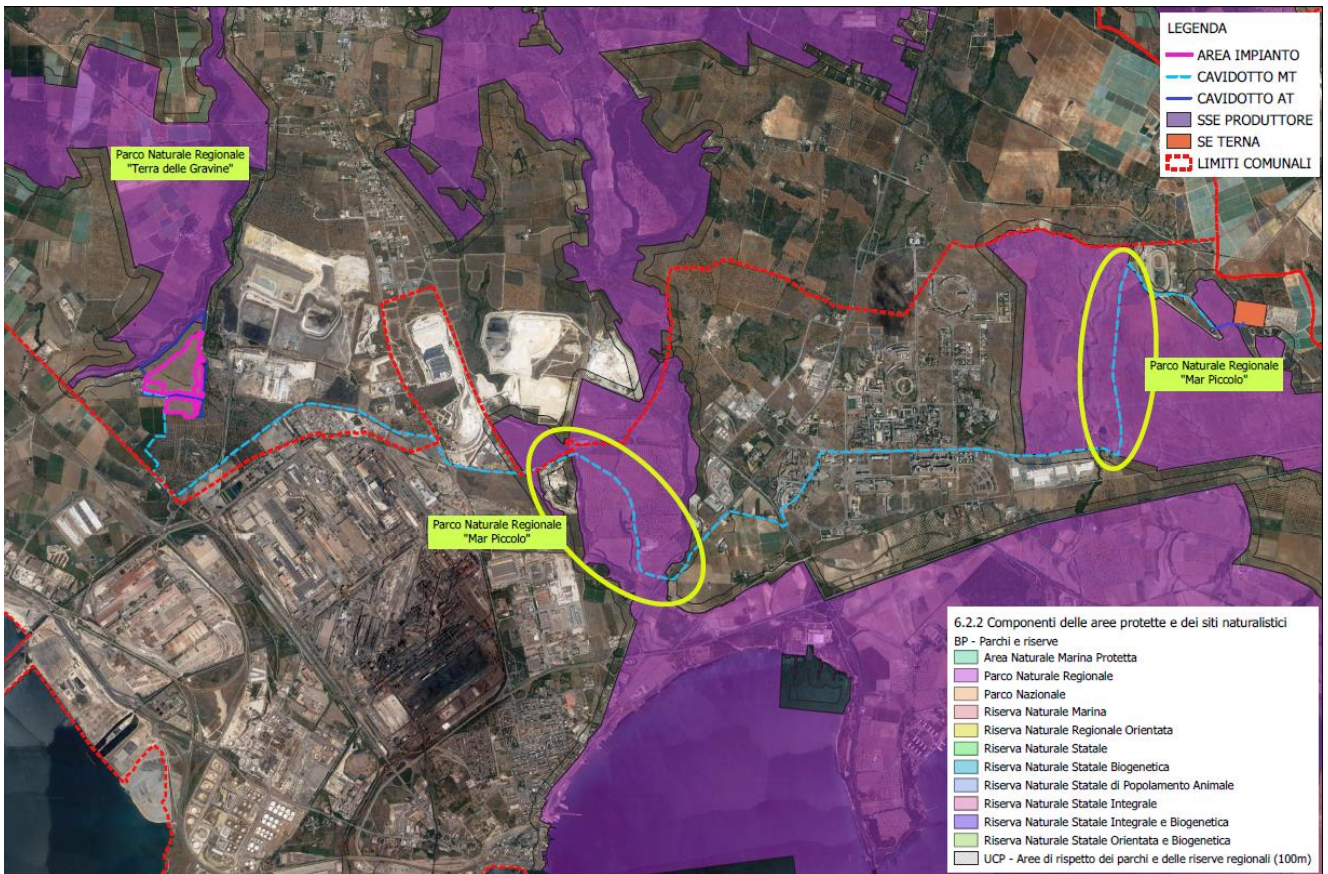 LEGENDA
AREA IMPIANTO
CAVIDOTTO MT
CAVIDOTTO AT
SSE PRODUTTORE
SE TERNA
LIMITI COMUNALI
Parco Naturale Regionale
"Terra delle Gravine"
Parco Naturale Regionale
"Mar Piccolo"
Parco Naturale Regionale
"Mar Piccolo"
6.2.2 Componenti delle aree protette e dei siti naturalistici
BP - Parchi e riserve
Area Naturale Marina Protetta
Parco Naturale Regionale
Parco Nazionale
Riserva Naturale Marina
Riserva Naturale Regionale Orientata
Riserva Naturale Statale
Riserva Naturale Statale Biogenetica
Riserva Naturale Statale di Popolamento Animale
Riserva Naturale Statale Integrale
Riserva Naturale Statale Integrale e Biogenetica
Riserva Naturale Statale Orientata e Biogenetica
UCP - Aree di rispetto dei parchi e delle riserve regionali (100m)